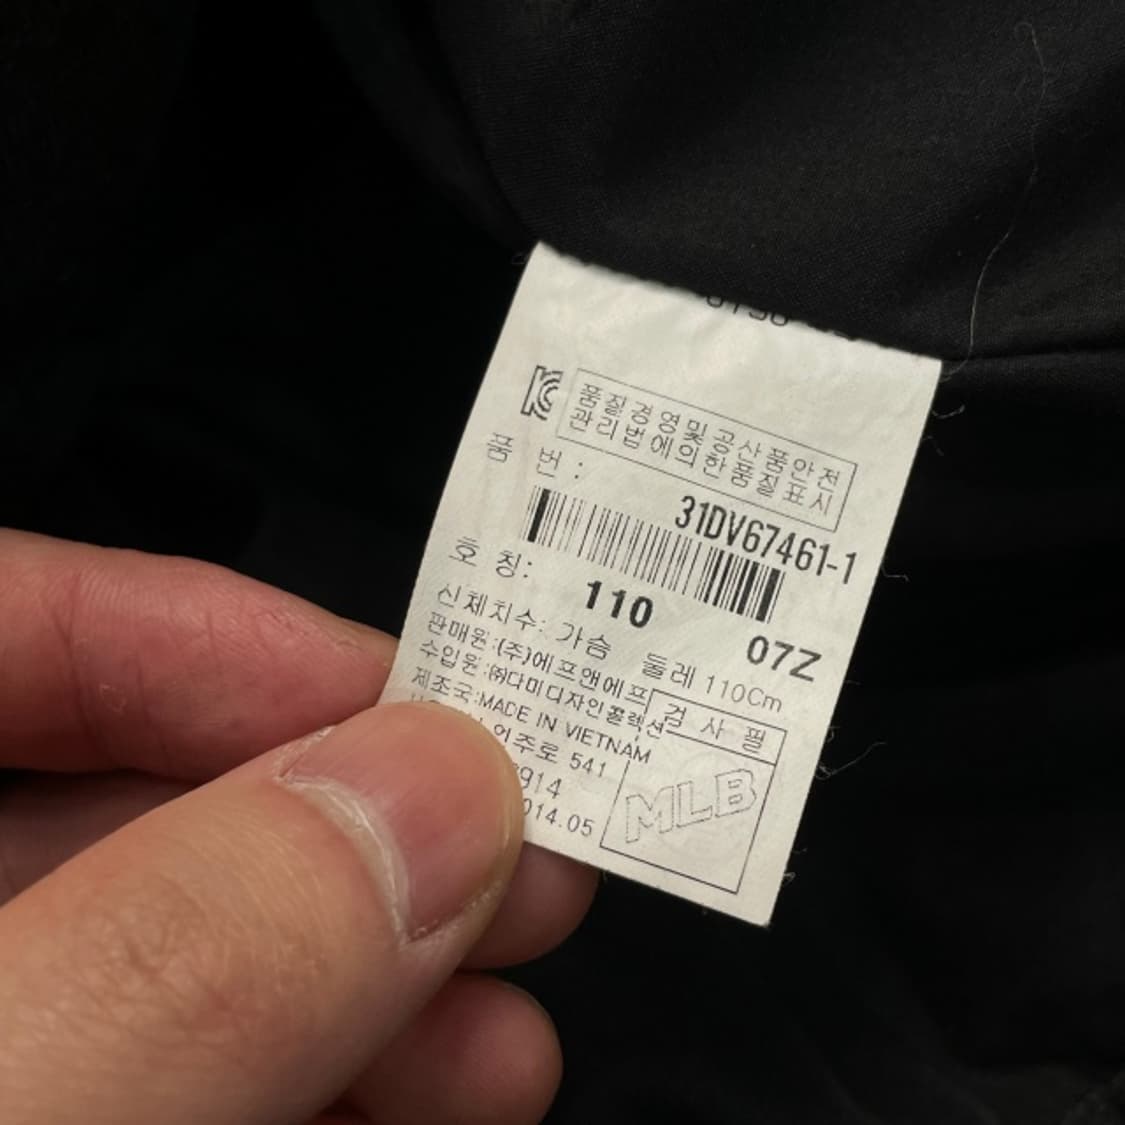 품질경영및공산품안전
관리법에의한품질표시
품 번 :
31DV67461-1
호 칭: 110 07Z
신체치수: 가슴 둘레 110Cm
판매원:(주)에프앤에프
수입원:㈜다미디자인콜렉션
제조국:MADE IN VIETNAM
언주로 541
914
014.05
검 사 필
MLB